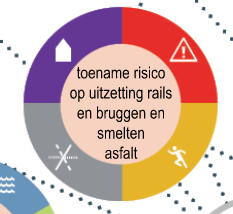 toename risico
op uitzetting rails
en bruggen en
smelten
asfalt